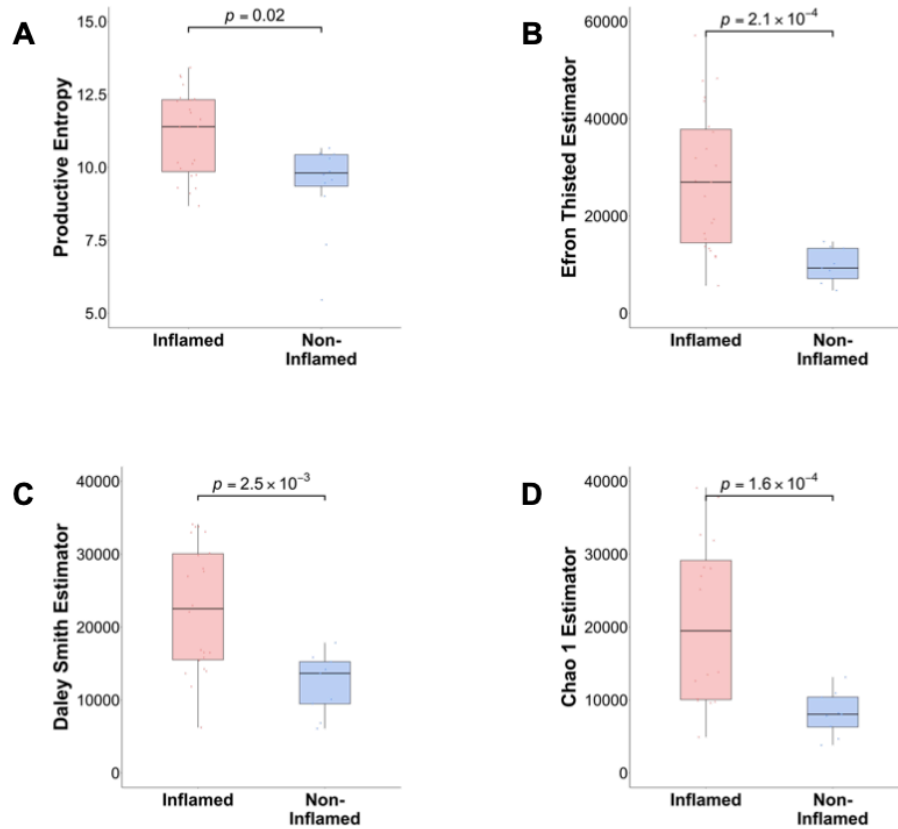 A
Productive Entropy
15.0
12.5
10.0
7.5
5.0
p = 0.02
Inflamed
Non-
Inflamed
B
Efron Thisted Estimator
60000
40000
20000
0
p = 2.1 × 10⁻⁴
Inflamed
Non-
Inflamed
C
Daley Smith Estimator
40000
30000
20000
10000
0
p = 2.5 × 10⁻³
Inflamed
Non-
Inflamed
D
Chao 1 Estimator
40000
30000
20000
10000
0
p = 1.6 × 10⁻⁴
Inflamed
Non-
Inflamed